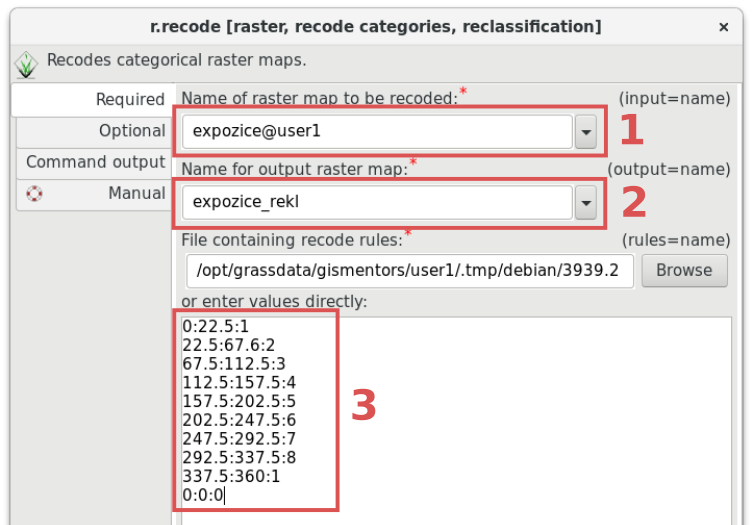 r.recode [raster, recode categories, reclassification] ×
Recodes categorical raster maps.
Required
Optional
Command output
Manual
Name of raster map to be recoded:* (input=name)
expozice@user1
1
Name for output raster map:* (output=name)
expozice_rekl
2
File containing recode rules:* (rules=name)
/opt/grassdata/gismentors/user1/.tmp/debian/3939.2 Browse
or enter values directly:
0:22.5:1
22.5:67.6:2
67.5:112.5:3
112.5:157.5:4
157.5:202.5:5
202.5:247.5:6
247.5:292.5:7
292.5:337.5:8
337.5:360:1
0:0:0
3